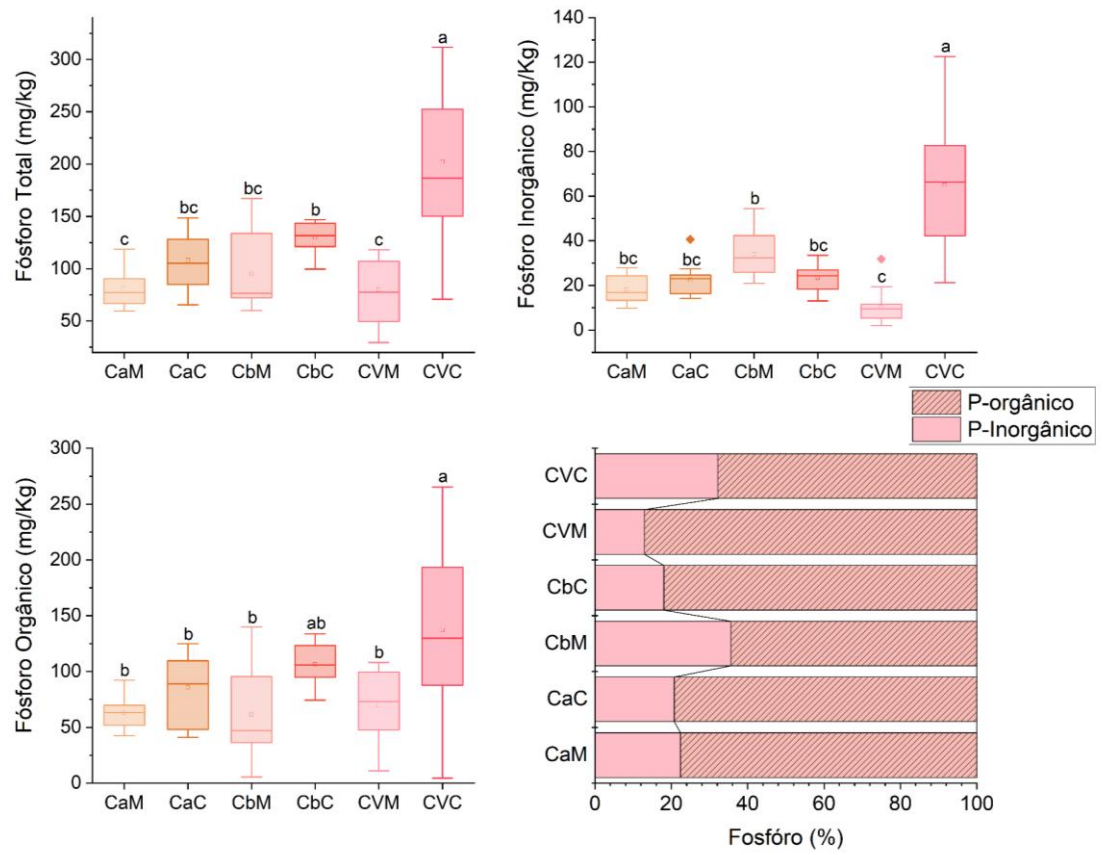 Fósforo Total (mg/kg)
300
250
200
150
100
50
c
bc
bc
b
c
a
CaM CaC CbM CbC CVM CVC
Fósforo Inorgânico (mg/Kg)
140
120
100
80
60
40
20
0
bc
bc
b
bc
c
a
CaM CaC CbM CbC CVM CVC
Fósforo Orgânico (mg/Kg)
300
250
200
150
100
50
0
b
b
b
ab
b
a
CaM CaC CbM CbC CVM CVC
P-orgânico
P-Inorgânico
CVC
CVM
CbC
CbM
CaC
CaM
0 20 40 60 80 100
Fosfóro (%)